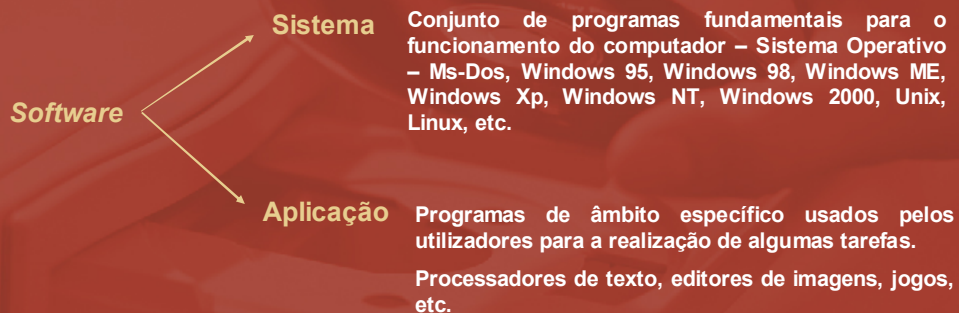 Sistema
Conjunto de programas fundamentais para o
funcionamento do computador – Sistema Operativo
– Ms-Dos, Windows 95, Windows 98, Windows ME,
Windows Xp, Windows NT, Windows 2000, Unix,
Linux, etc.
Software
Aplicação
Programas de âmbito específico usados pelos
utilizadores para a realização de algumas tarefas.
Processadores de texto, editores de imagens, jogos,
etc.